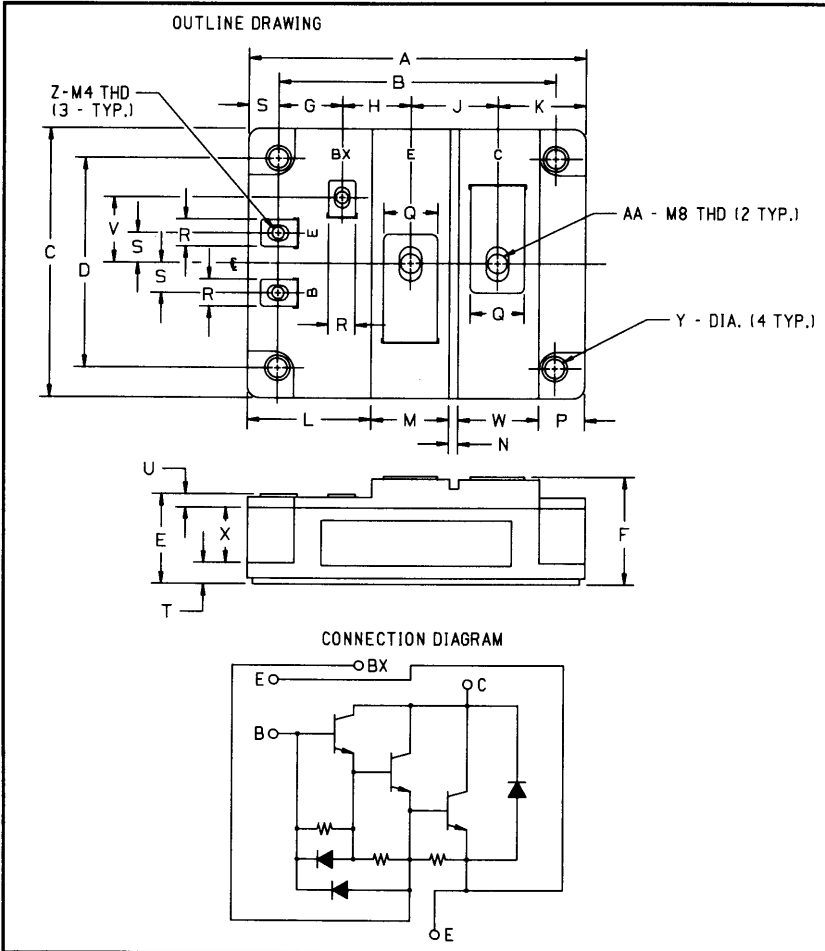 OUTLINE DRAWING
A
B
Z-M4 THD
(3 - TYP.)
S G H J K
BX E C
Q
AA - M8 THD (2 TYP.)
R E
V
S
C D
℄
S
R B
R
Q
Y - DIA. (4 TYP.)
L M W P
N
U
E X F
T
CONNECTION DIAGRAM
BX
E
C
B
E